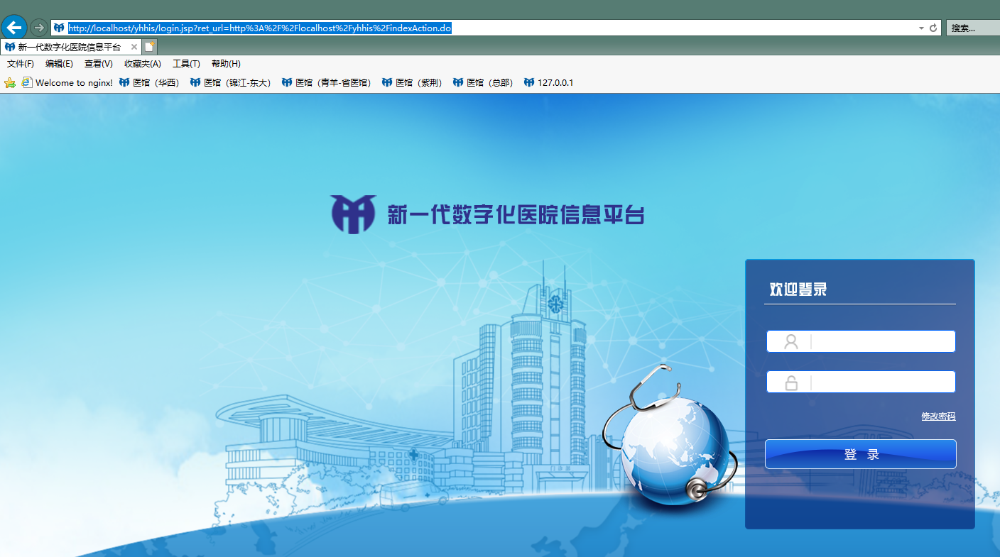 http://localhost/yhhis/login.jsp?ret_url=http%3A%2F%2Flocalhost%2Fyhhis%2FindexAction.do
搜索...
新一代数字化医院信息平台
文件(F) 编辑(E) 查看(V) 收藏夹(A) 工具(T) 帮助(H)
Welcome to nginx! 医馆（华西） 医馆（锦江-东大） 医馆（青羊-省医馆） 医馆（紫荆） 医馆（总部） 127.0.0.1
新一代数字化医院信息平台
欢迎登录
修改密码
登 录